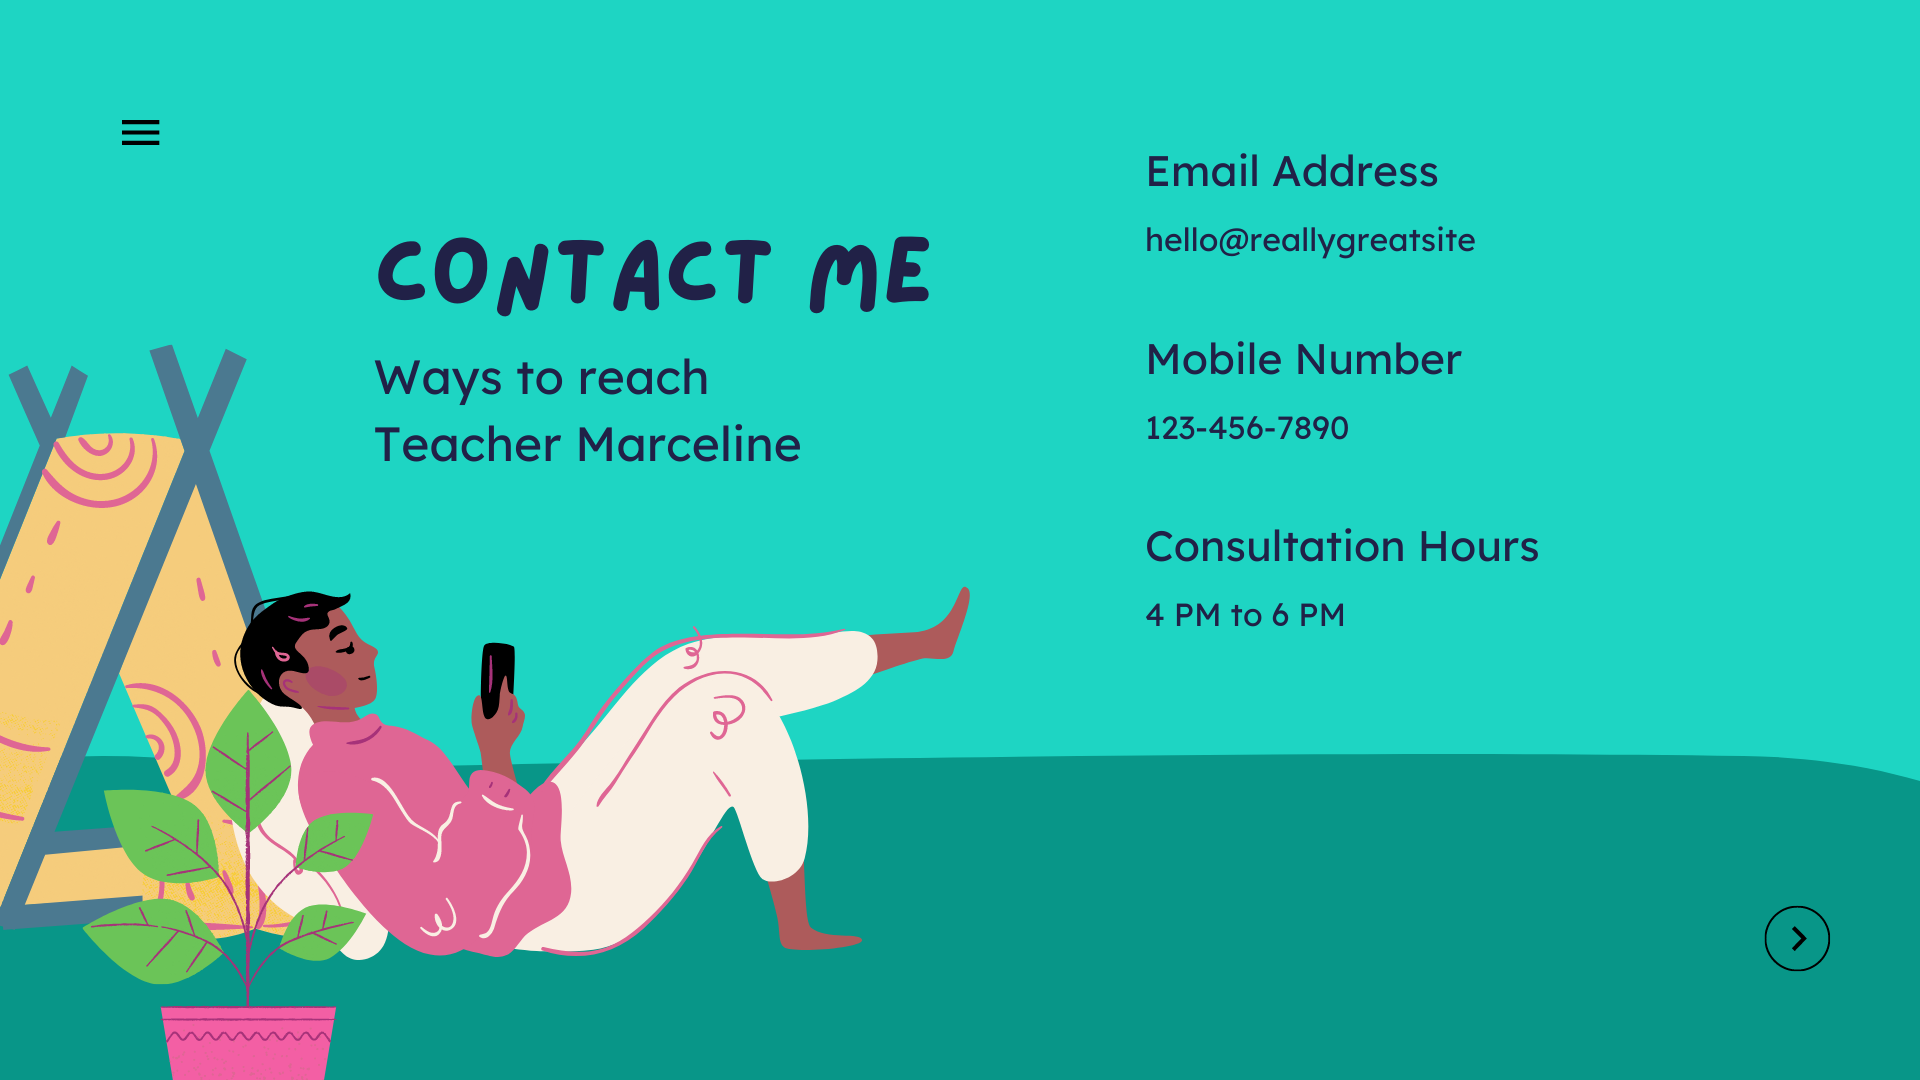 CONTACT ME
Ways to reach
Teacher Marceline
Email Address
hello@reallygreatsite
Mobile Number
123-456-7890
Consultation Hours
4 PM to 6 PM